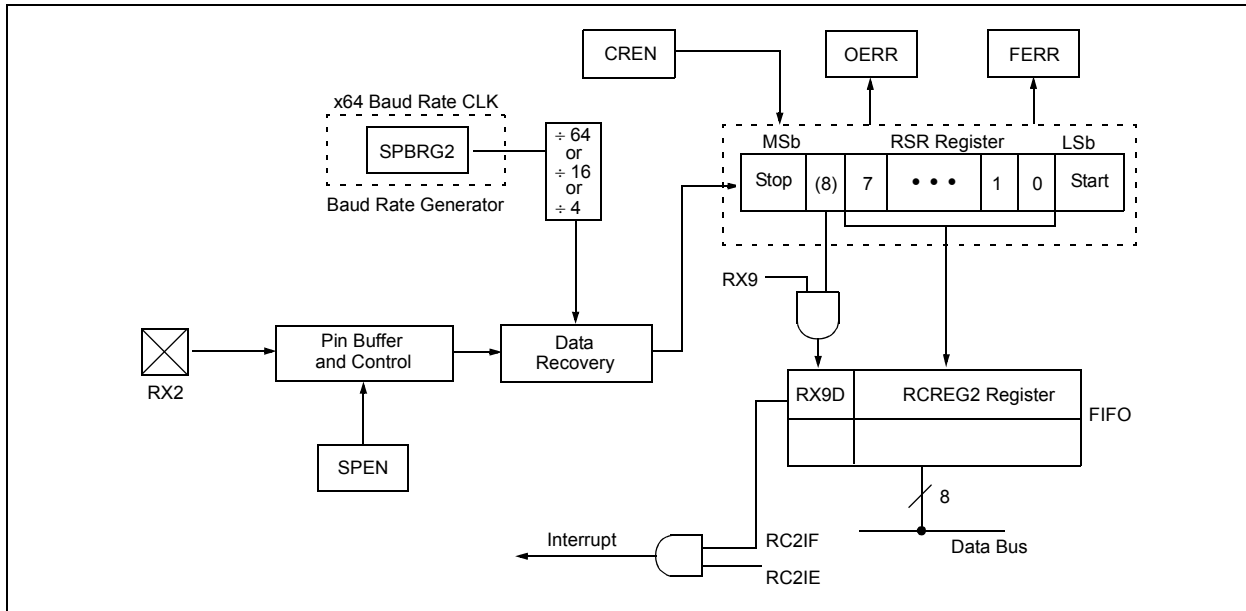 CREN
OERR
FERR
x64 Baud Rate CLK
SPBRG2
Baud Rate Generator
÷ 64
or
÷ 16
or
÷ 4
MSb
RSR Register
LSb
Stop
(8)
7
• • •
1
0
Start
RX9
RX2
Pin Buffer
and Control
Data
Recovery
SPEN
RX9D
RCREG2 Register
FIFO
8
Data Bus
Interrupt
RC2IF
RC2IE